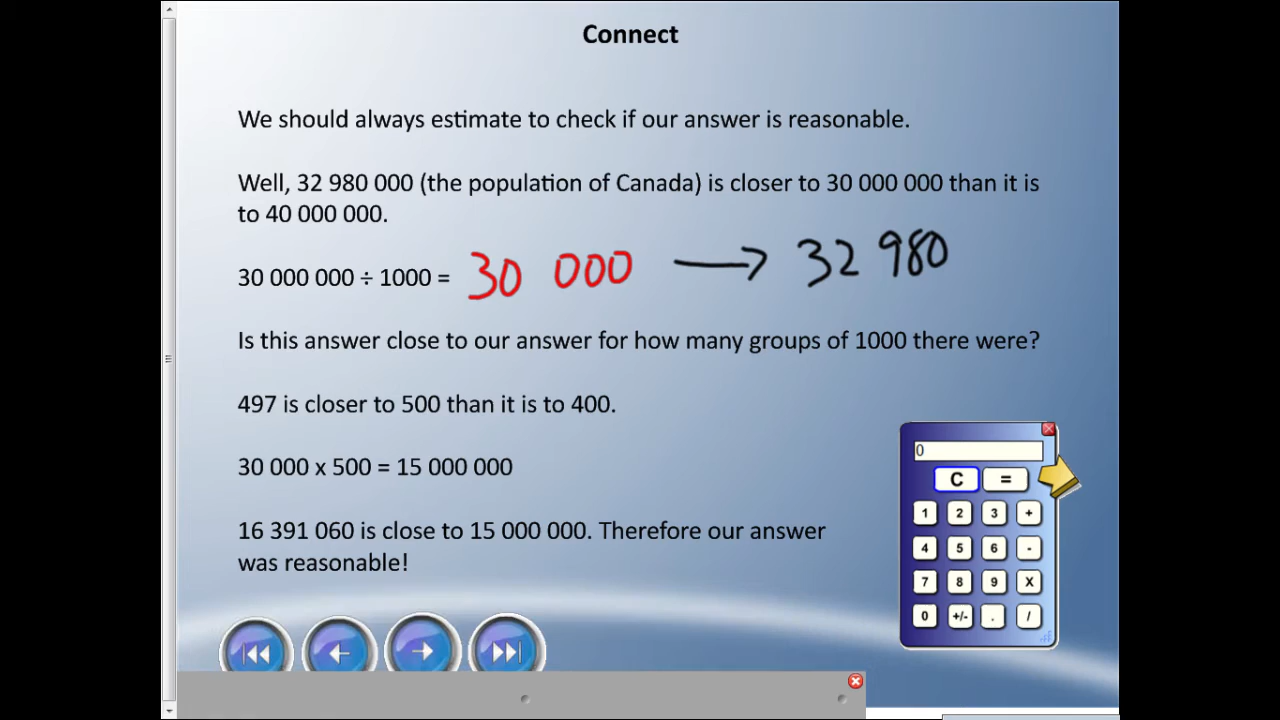 Connect
We should always estimate to check if our answer is reasonable.
Well, 32 980 000 (the population of Canada) is closer to 30 000 000 than it is
to 40 000 000.
30 000 000 ÷ 1000 = 30 000 → 32 980
Is this answer close to our answer for how many groups of 1000 there were?
497 is closer to 500 than it is to 400.
30 000 x 500 = 15 000 000
16 391 060 is close to 15 000 000. Therefore our answer
was reasonable!
0
C =
1 2 3 +
4 5 6 -
7 8 9 X
0 +/- . /